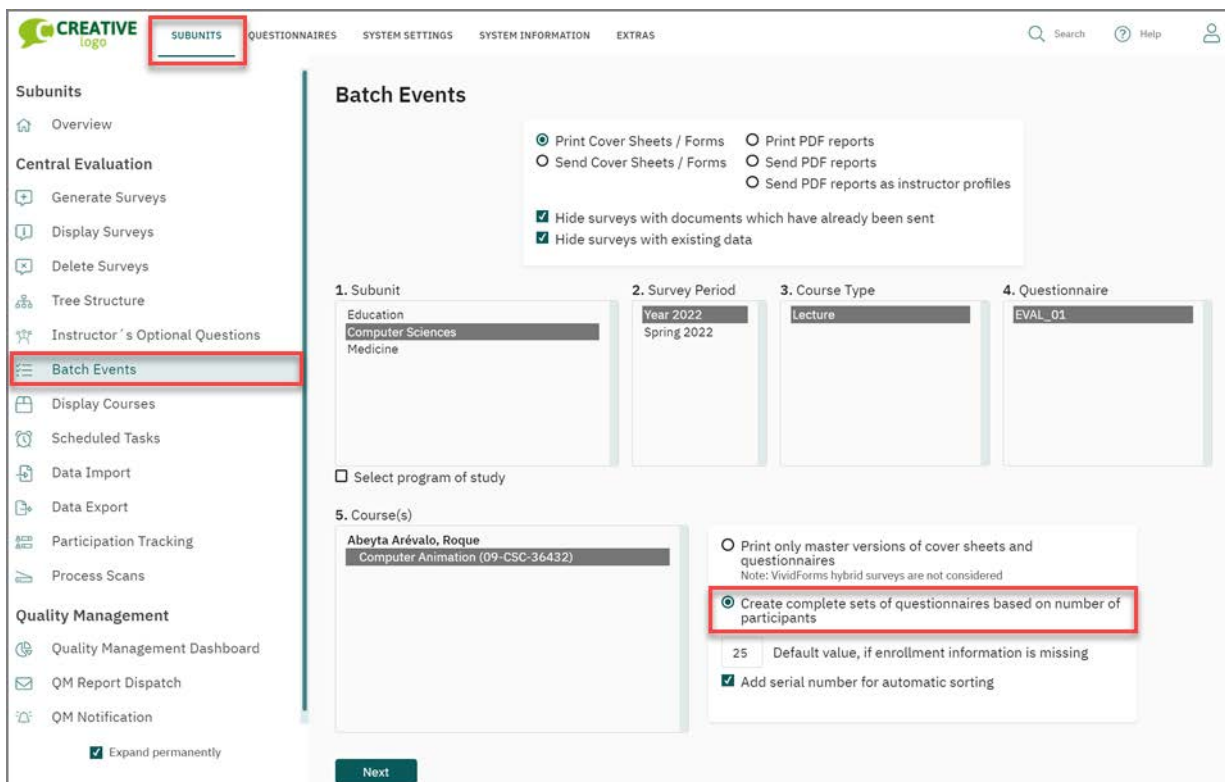 CREATIVE
logo
SUBUNITS
QUESTIONNAIRES
SYSTEM SETTINGS
SYSTEM INFORMATION
EXTRAS
Search
Help
Subunits
Overview
Central Evaluation
Generate Surveys
Display Surveys
Delete Surveys
Tree Structure
Instructor´s Optional Questions
Batch Events
Display Courses
Scheduled Tasks
Data Import
Data Export
Participation Tracking
Process Scans
Quality Management
Quality Management Dashboard
QM Report Dispatch
QM Notification
Expand permanently
Batch Events
Print Cover Sheets / Forms
Print PDF reports
Send Cover Sheets / Forms
Send PDF reports
Send PDF reports as instructor profiles
Hide surveys with documents which have already been sent
Hide surveys with existing data
1. Subunit
Education
Computer Sciences
Medicine
2. Survey Period
Year 2022
Spring 2022
3. Course Type
Lecture
4. Questionnaire
EVAL_01
Select program of study
5. Course(s)
Abeyta Arévalo, Roque
Computer Animation (09-CSC-36432)
Print only master versions of cover sheets and
questionnaires
Note: VividForms hybrid surveys are not considered
Create complete sets of questionnaires based on number of
participants
25 Default value, if enrollment information is missing
Add serial number for automatic sorting
Next